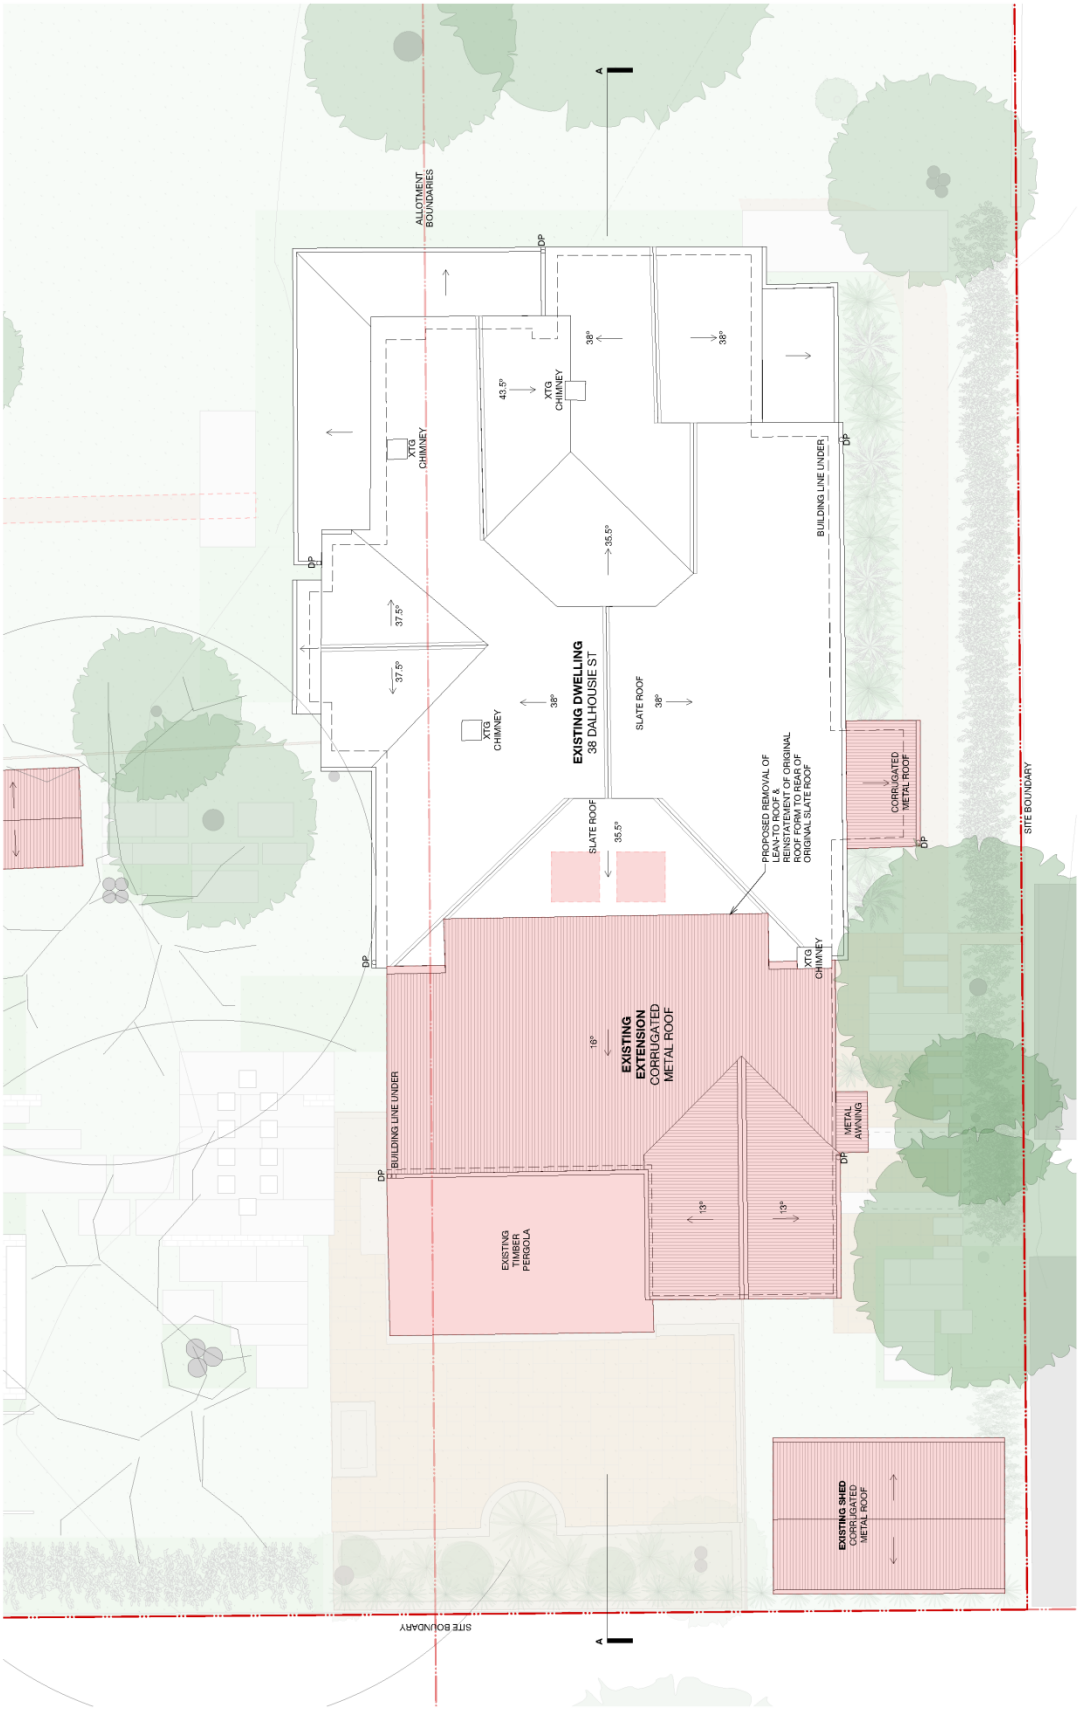 A
ALLOTMENT
BOUNDARIES
DP
38°
38°
43.5°
XTG
CHIMNEY
XTG
CHIMNEY
DP
BUILDING LINE UNDER
35.5°
DP
37.5°
37.5°
EXISTING DWELLING
38 DALHOUSIE ST
38°
SLATE ROOF
38°
XTG
CHIMNEY
PROPOSED REMOVAL OF
LEAN-TO ROOF &
REINSTATEMENT OF ORIGINAL
ROOF FORM TO REAR OF
ORIGINAL SLATE ROOF
CORRUGATED
METAL ROOF
SITE BOUNDARY
SLATE ROOF
35.5°
DP
DP
XTG
CHIMNEY
16°
EXISTING
EXTENSION
CORRUGATED
METAL ROOF
BUILDING LINE UNDER
METAL
AWNING
DP
DP
13°
13°
EXISTING
TIMBER
PERGOLA
EXISTING SHED
CORRUGATED
METAL ROOF
SITE BOUNDARY
A